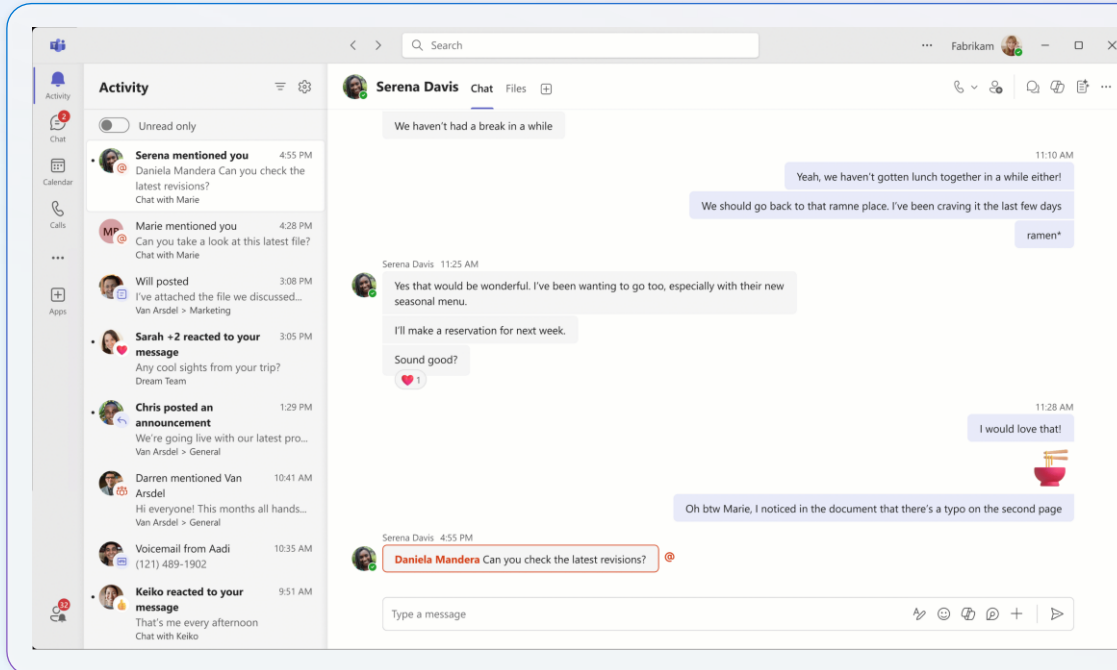 Search
Fabrikam
Activity
Chat
2
Calendar
Calls
Apps
32
Activity
Unread only
Serena mentioned you 4:55 PM
Daniela Mandera Can you check the
latest revisions?
Chat with Marie
MB
Marie mentioned you 4:28 PM
Can you take a look at this latest file?
Chat with Marie
Will posted 3:08 PM
I've attached the file we discussed...
Van Arsdel > Marketing
Sarah +2 reacted to your 3:05 PM
message
Any cool sights from your trip?
Dream Team
Chris posted an 1:29 PM
announcement
We're going live with our latest pro...
Van Arsdel > General
Darren mentioned Van 10:41 AM
Arsdel
Hi everyone! This months all hands...
Van Arsdel > General
Voicemail from Aadi 10:35 AM
(121) 489-1902
Keiko reacted to your 9:51 AM
message
That's me every afternoon
Chat with Keiko
Serena Davis Chat Files
We haven't had a break in a while
11:10 AM
Yeah, we haven't gotten lunch together in a while either!
We should go back to that ramne place. I've been craving it the last few days
ramen*
Serena Davis 11:25 AM
Yes that would be wonderful. I've been wanting to go too, especially with their new
seasonal menu.
I'll make a reservation for next week.
Sound good?
1
11:28 AM
I would love that!
Oh btw Marie, I noticed in the document that there's a typo on the second page
Serena Davis 4:55 PM
Daniela Mandera Can you check the latest revisions? @
Type a message